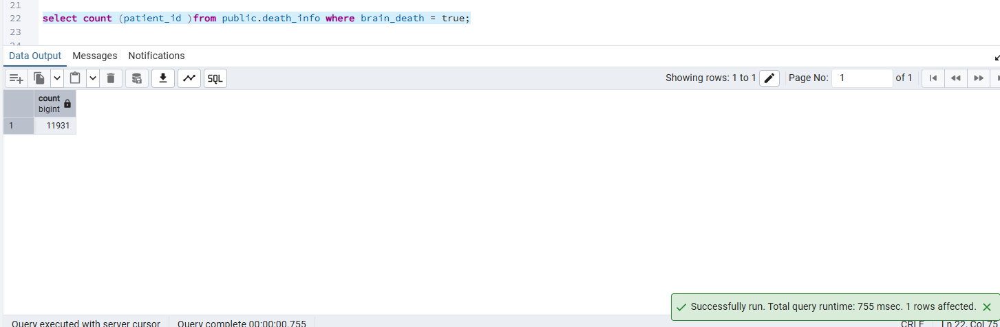 21
22 select count (patient_id )from public.death_info where brain_death = true;
23
24
Data Output Messages Notifications
SQL
Showing rows: 1 to 1 Page No: 1 of 1
count
bigint
1 11931
Successfully run. Total query runtime: 755 msec. 1 rows affected.
Query executed with server cursor Query complete 00:00:00.755 CRLF Ln 22, Col 75